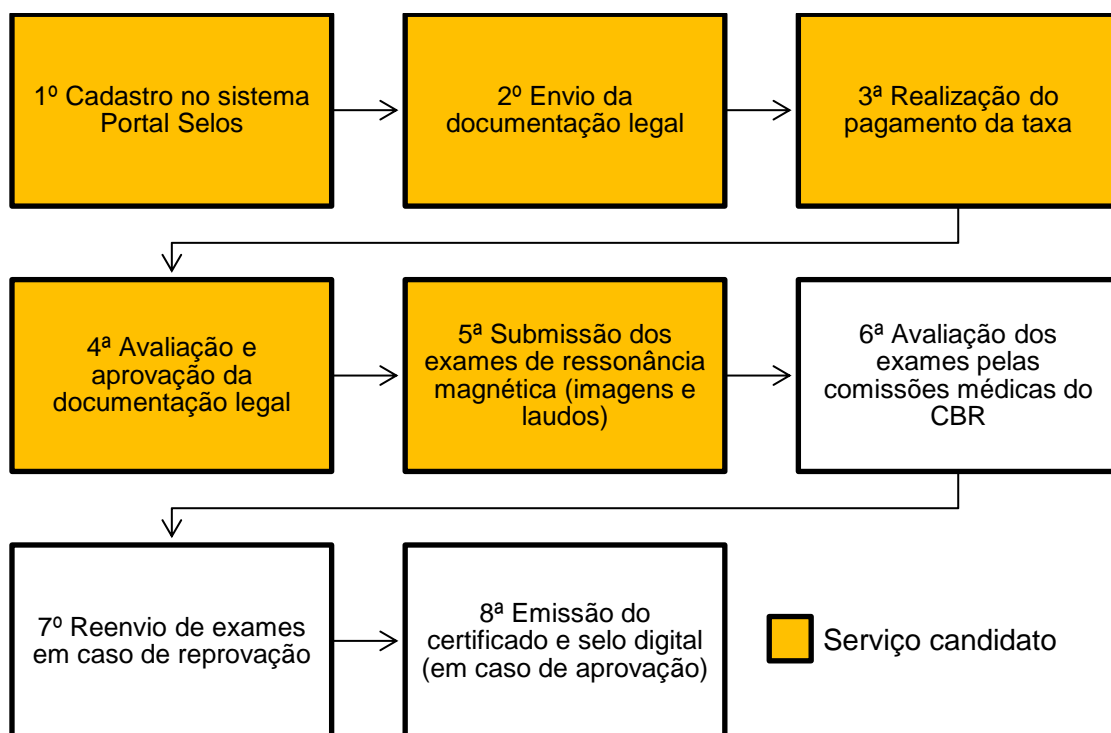 1º Cadastro no sistema
Portal Selos
2º Envio da
documentação legal
3ª Realização do
pagamento da taxa
4ª Avaliação e
aprovação da
documentação legal
5ª Submissão dos
exames de ressonância
magnética (imagens e
laudos)
6ª Avaliação dos
exames pelas
comissões médicas do
CBR
7º Reenvio de exames
em caso de reprovação
8ª Emissão do
certificado e selo digital
(em caso de aprovação)
Serviço candidato